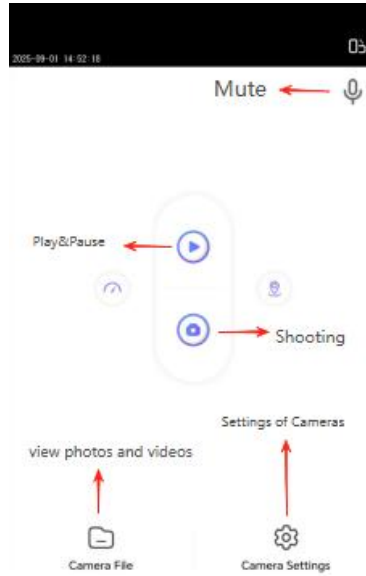 2025-09-01 14:52:18
Mute
Play&Pause
Shooting
Settings of Cameras
view photos and videos
Camera File
Camera Settings